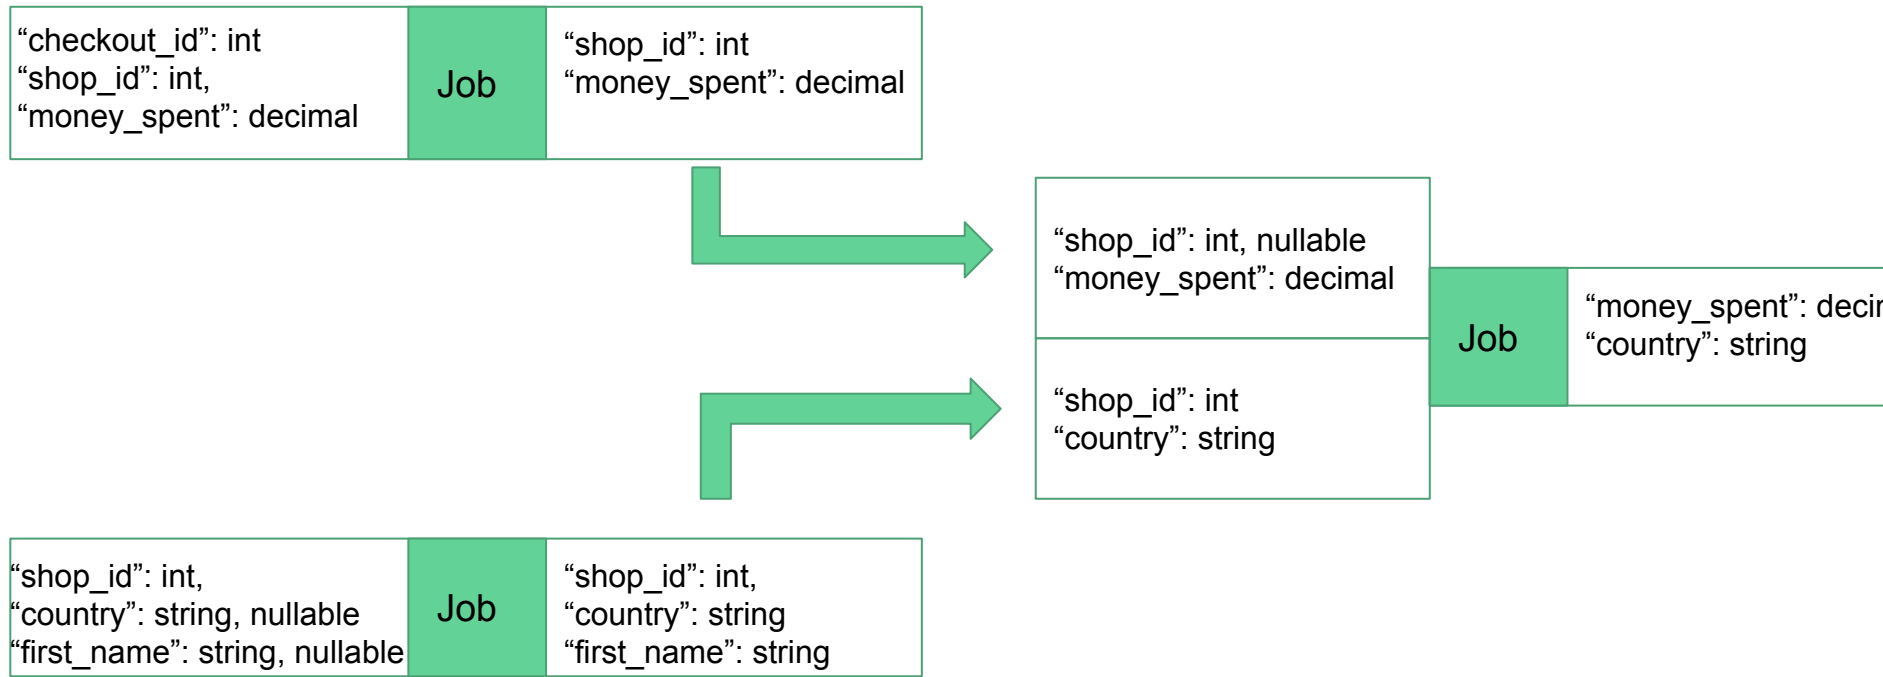 “checkout_id”: int
“shop_id”: int,
“money_spent”: decimal
Job
“shop_id”: int
“money_spent”: decimal
“shop_id”: int, nullable
“money_spent”: decimal
“shop_id”: int
“country”: string
Job
“money_spent”:
“country”: string
“shop_id”: int,
“country”: string, nullable
“first_name”: string, nullable
Job
“shop_id”: int,
“country”: string
“first_name”: string